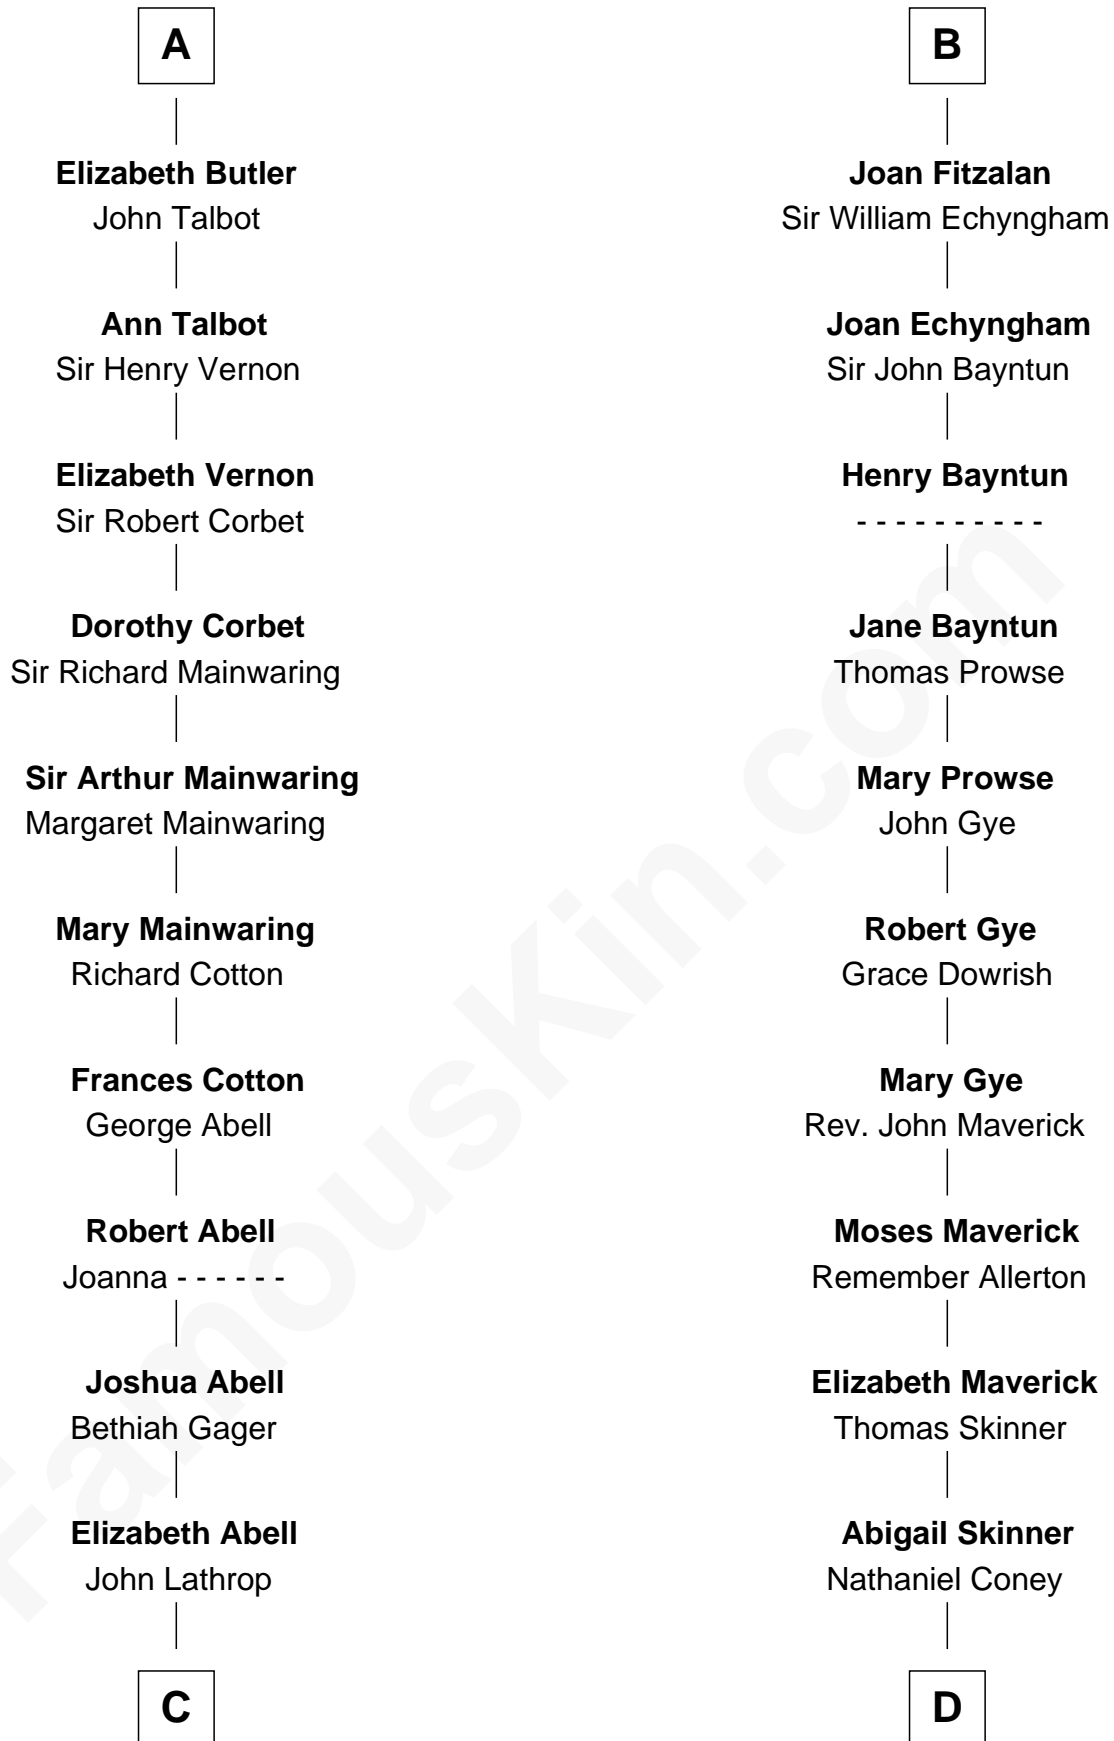 A
Elizabeth Butler
John Talbot
Ann Talbot
Sir Henry Vernon
Elizabeth Vernon
Sir Robert Corbet
Dorothy Corbet
Sir Richard Mainwaring
Sir Arthur Mainwaring
Margaret Mainwaring
Mary Mainwaring
Richard Cotton
Frances Cotton
George Abell
Robert Abell
Joanna - - - - - -
Joshua Abell
Bethiah Gager
Elizabeth Abell
John Lathrop
C
B
Joan Fitzalan
Sir William Echyngham
Joan Echyngham
Sir John Bayntun
Henry Bayntun
- - - - - - - - - -
Jane Bayntun
Thomas Prowse
Mary Prowse
John Gye
Robert Gye
Grace Dowrish
Mary Gye
Rev. John Maverick
Moses Maverick
Remember Allerton
Elizabeth Maverick
Thomas Skinner
Abigail Skinner
Nathaniel Coney
D
FamousKin.com